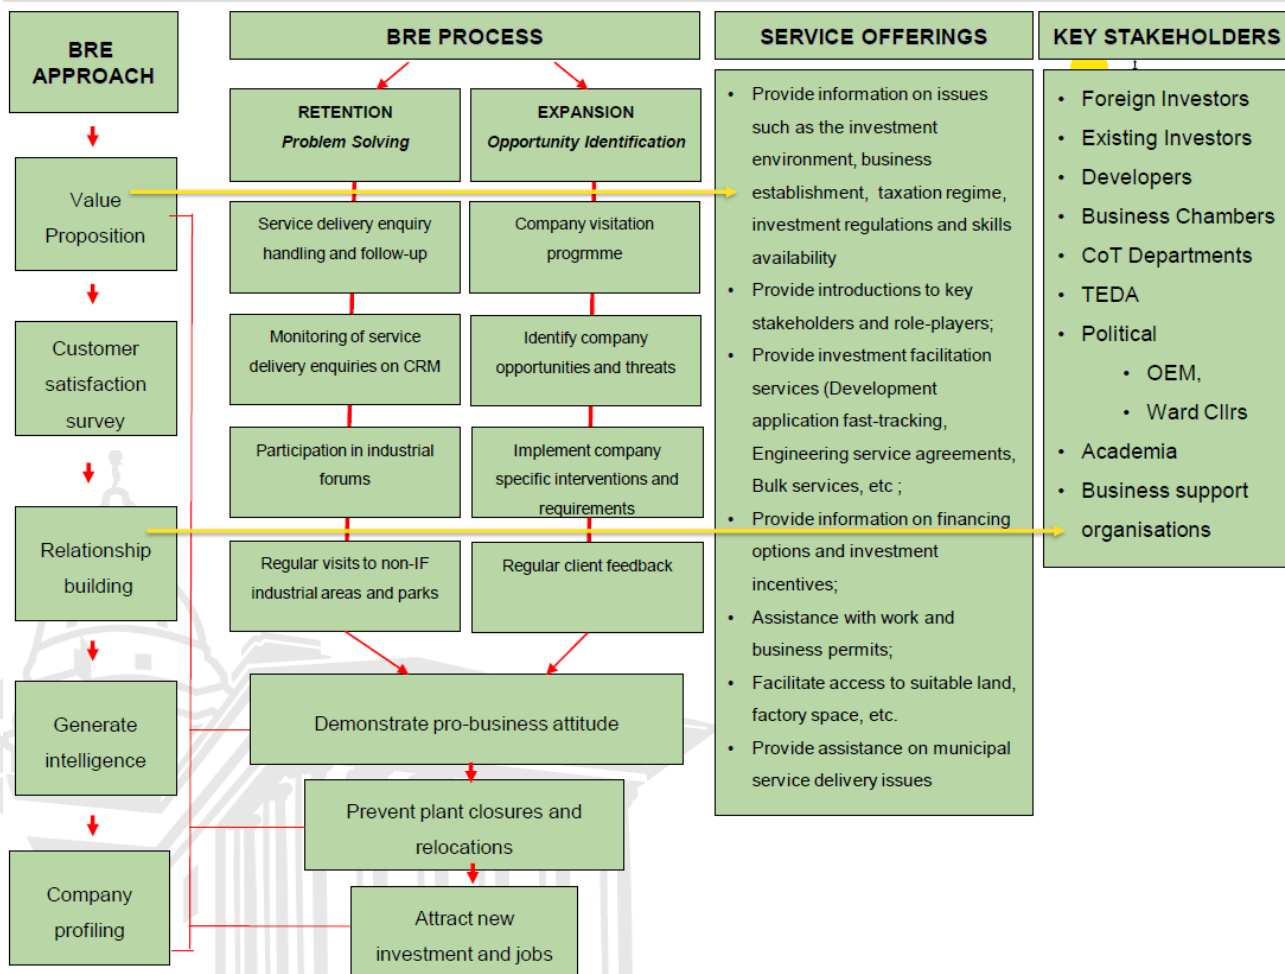 BRE
APPROACH
Value
Proposition
Customer
satisfaction
survey
Relationship
building
Generate
intelligence
Company
profiling
BRE PROCESS
RETENTION
Problem Solving
Service delivery enquiry
handling and follow-up
Monitoring of service
delivery enquiries on CRM
Participation in industrial
forums
Regular visits to non-IF
industrial areas and parks
EXPANSION
Opportunity Identification
Company visitation
progrmme
Identify company
opportunities and threats
Implement company
specific interventions and
requirements
Regular client feedback
Demonstrate pro-business attitude
Prevent plant closures and
relocations
Attract new
investment and jobs
SERVICE OFFERINGS
• Provide information on issues
such as the investment
environment, business
establishment, taxation regime,
investment regulations and skills
availability
• Provide introductions to key
stakeholders and role-players;
• Provide investment facilitation
services (Development
application fast-tracking,
Engineering service agreements,
Bulk services, etc ;
• Provide information on financing
options and investment
incentives;
• Assistance with work and
business permits;
• Facilitate access to suitable land,
factory space, etc.
• Provide assistance on municipal
service delivery issues
KEY STAKEHOLDERS
• Foreign Investors
• Existing Investors
• Developers
• Business Chambers
• CoT Departments
• TEDA
• Political
• OEM,
• Ward Cllrs
• Academia
• Business support
organisations